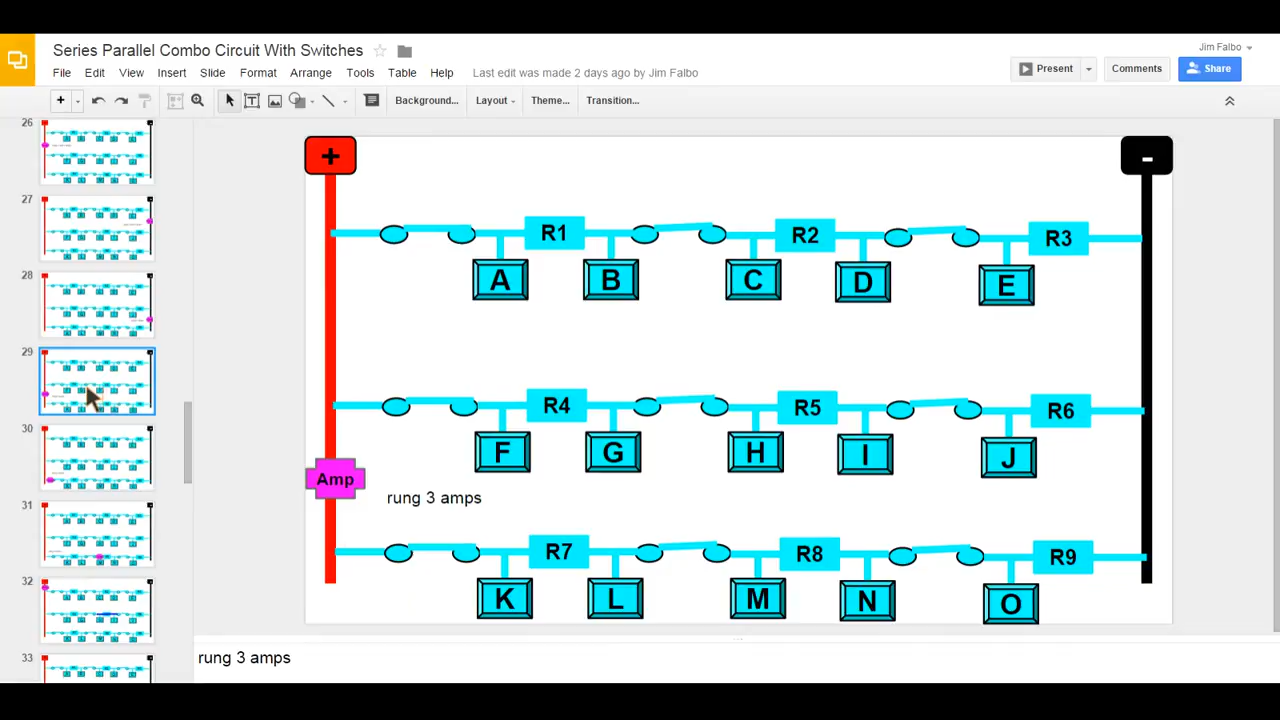 Series Parallel Combo Circuit With Switches
Jim Falbo
File Edit View Insert Slide Format Arrange Tools Table Help Last edit was made 2 days ago by Jim Falbo
Present Comments Share
Background... Layout Theme... Transition...
26
27
28
29
30
31
32
33
+ -
R1 R2 R3
A B C D E
R4 R5 R6
F G H I J
Amp
rung 3 amps
R7 R8 R9
K L M N O
rung 3 amps